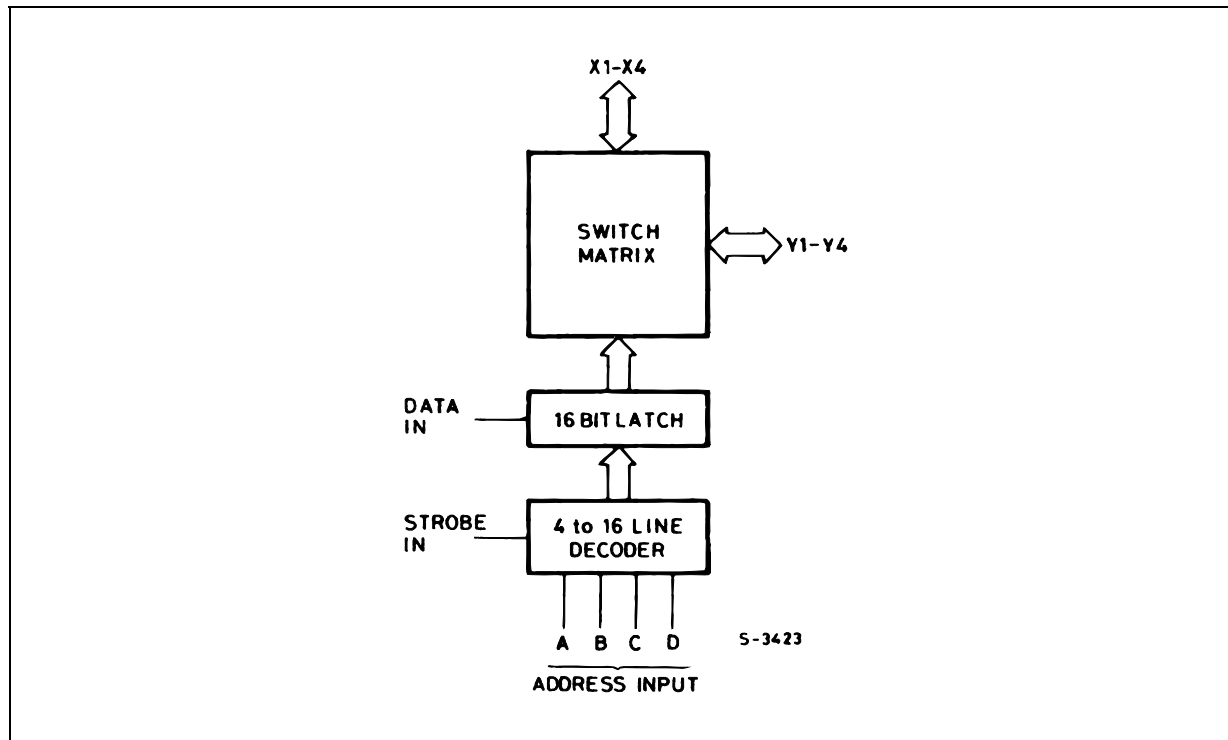 X1-X4
SWITCH
MATRIX
Y1-Y4
DATA
IN
16 BIT LATCH
STROBE
IN
4 to 16 LINE
DECODER
A B C D
S-3423
ADDRESS INPUT